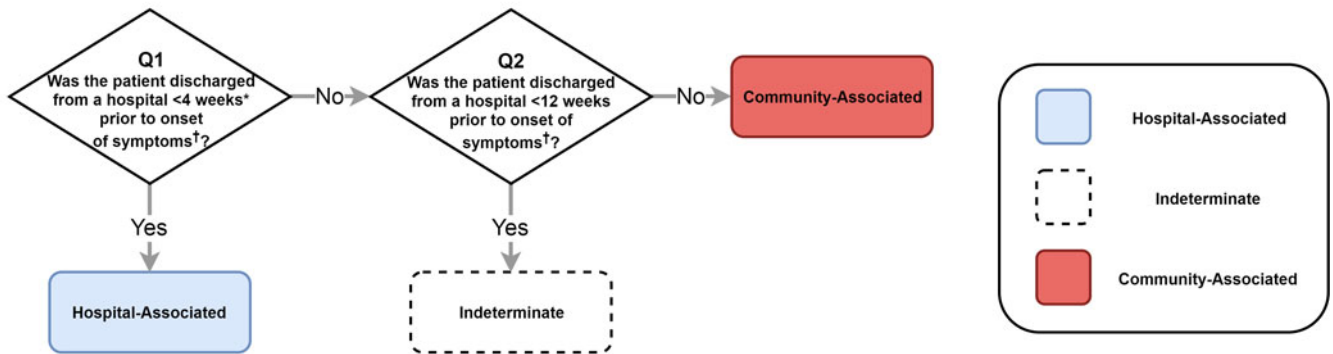 Q1
Was the patient discharged
from a hospital <4 weeks*
prior to onset
of symptoms†?
No
Q2
Was the patient discharged
from a hospital <12 weeks
prior to onset of
symptoms†?
No
Community-Associated
Yes
Yes
Hospital-Associated
Indeterminate
Hospital-Associated
Indeterminate
Community-Associated